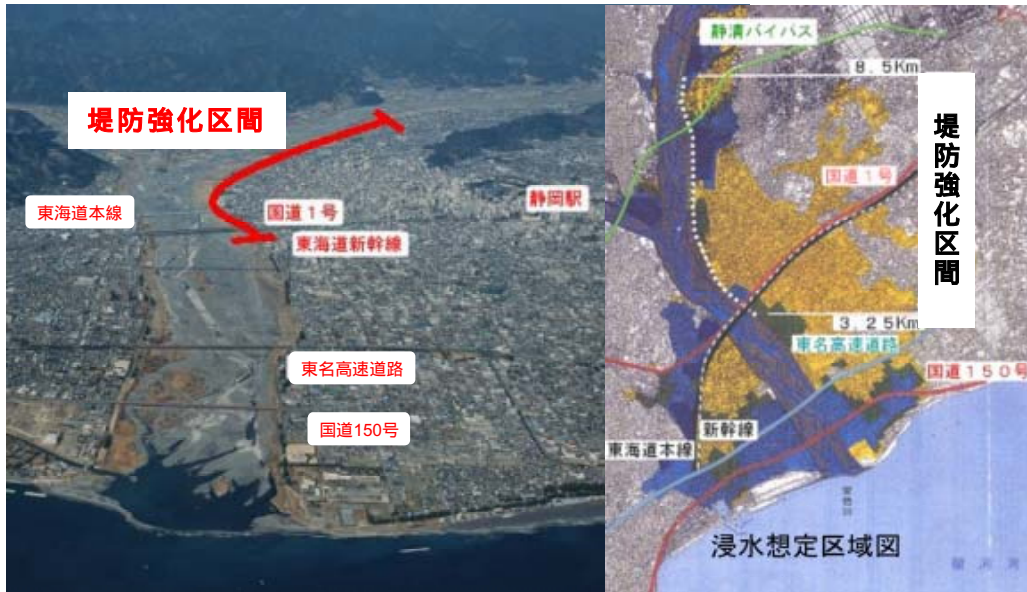 堤防強化区間
東海道本線
国道1号
静岡駅
東海道新幹線
東名高速道路
国道150号
静清バイパス
8.5Km
国道1号
堤防強化区間
3.25Km
東名高速道路
国道150号
新幹線
東海道本線
浸水想定区域図